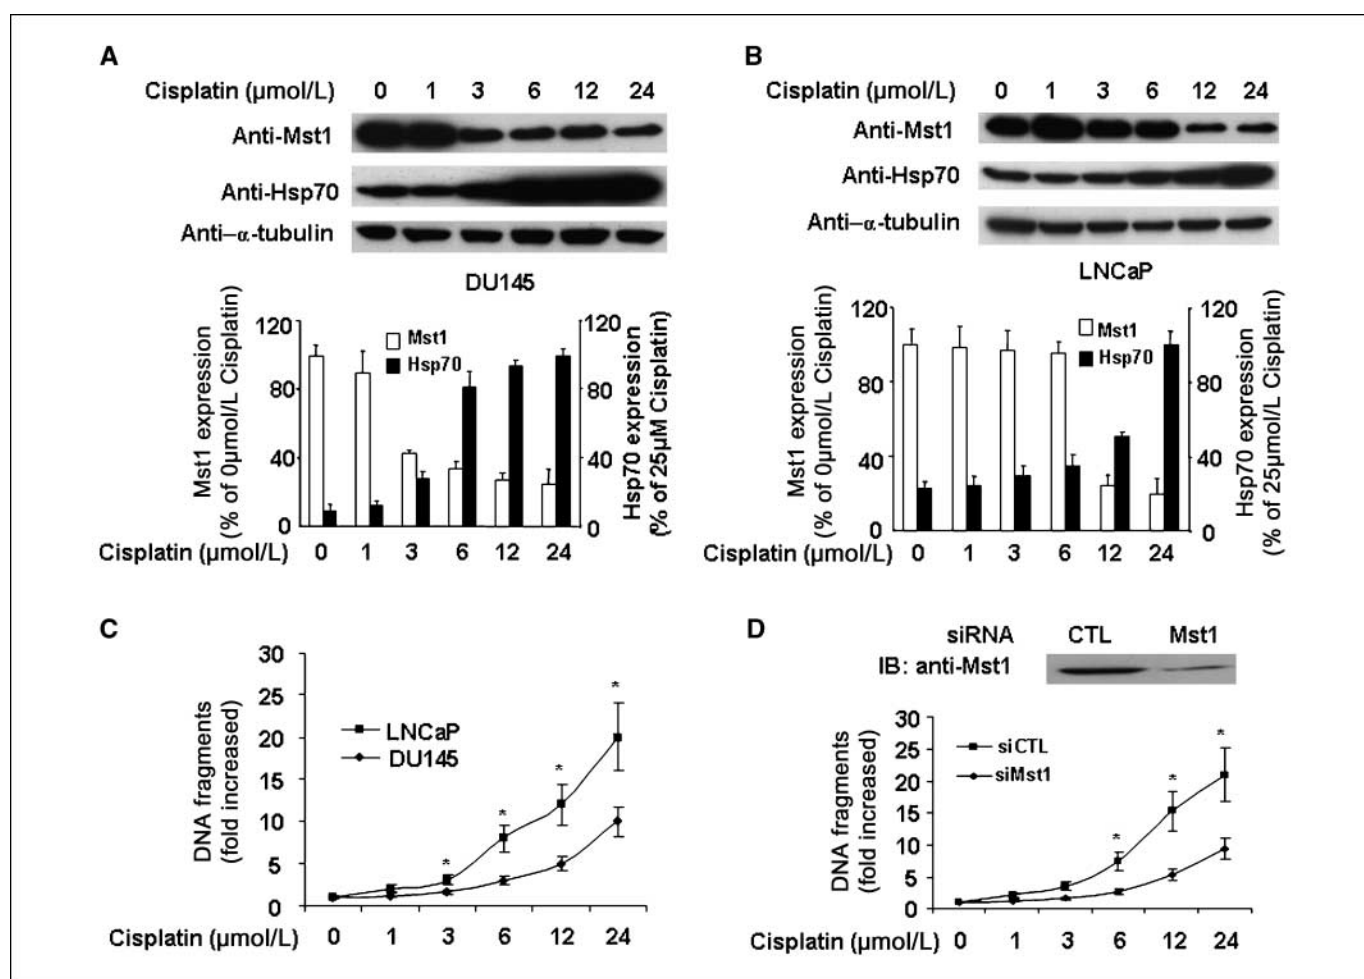 A
Cisplatin (µmol/L) 0 1 3 6 12 24
Anti-Mst1
Anti-Hsp70
Anti–α-tubulin
DU145
Mst1 expression
(% of 0µmol/L Cisplatin)
120
80
40
0
Mst1
Hsp70
120
80
40
0
Hsp70 expression
(% of 25µM Cisplatin)
Cisplatin (µmol/L) 0 1 3 6 12 24
B
Cisplatin (µmol/L) 0 1 3 6 12 24
Anti-Mst1
Anti-Hsp70
Anti–α-tubulin
LNCaP
Mst1 expression
(% of 0µmol/L Cisplatin)
120
80
40
0
Mst1
Hsp70
120
80
40
0
Hsp70 expression
(% of 25µmol/L Cisplatin)
Cisplatin (µmol/L) 0 1 3 6 12 24
C
DNA fragments
(fold increased)
30
25
20
15
10
5
0
LNCaP
DU145
* * * *
Cisplatin (µmol/L) 0 1 3 6 12 24
D
siRNA CTL Mst1
IB: anti-Mst1
DNA fragments
(fold increased)
30
25
20
15
10
5
0
siCTL
siMst1
* * *
Cisplatin (µmol/L) 0 1 3 6 12 24